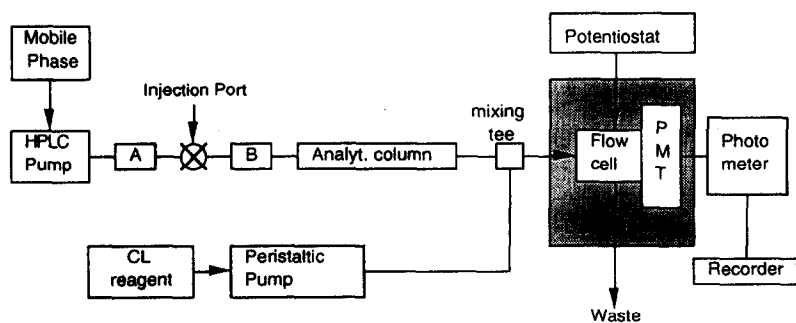 Mobile
Phase
Potentiostat
Injection Port
mixing
tee
HPLC
Pump
A
B
Analyt. column
Flow
cell
P
M
T
Photo
meter
CL
reagent
Peristaltic
Pump
Recorder
Waste